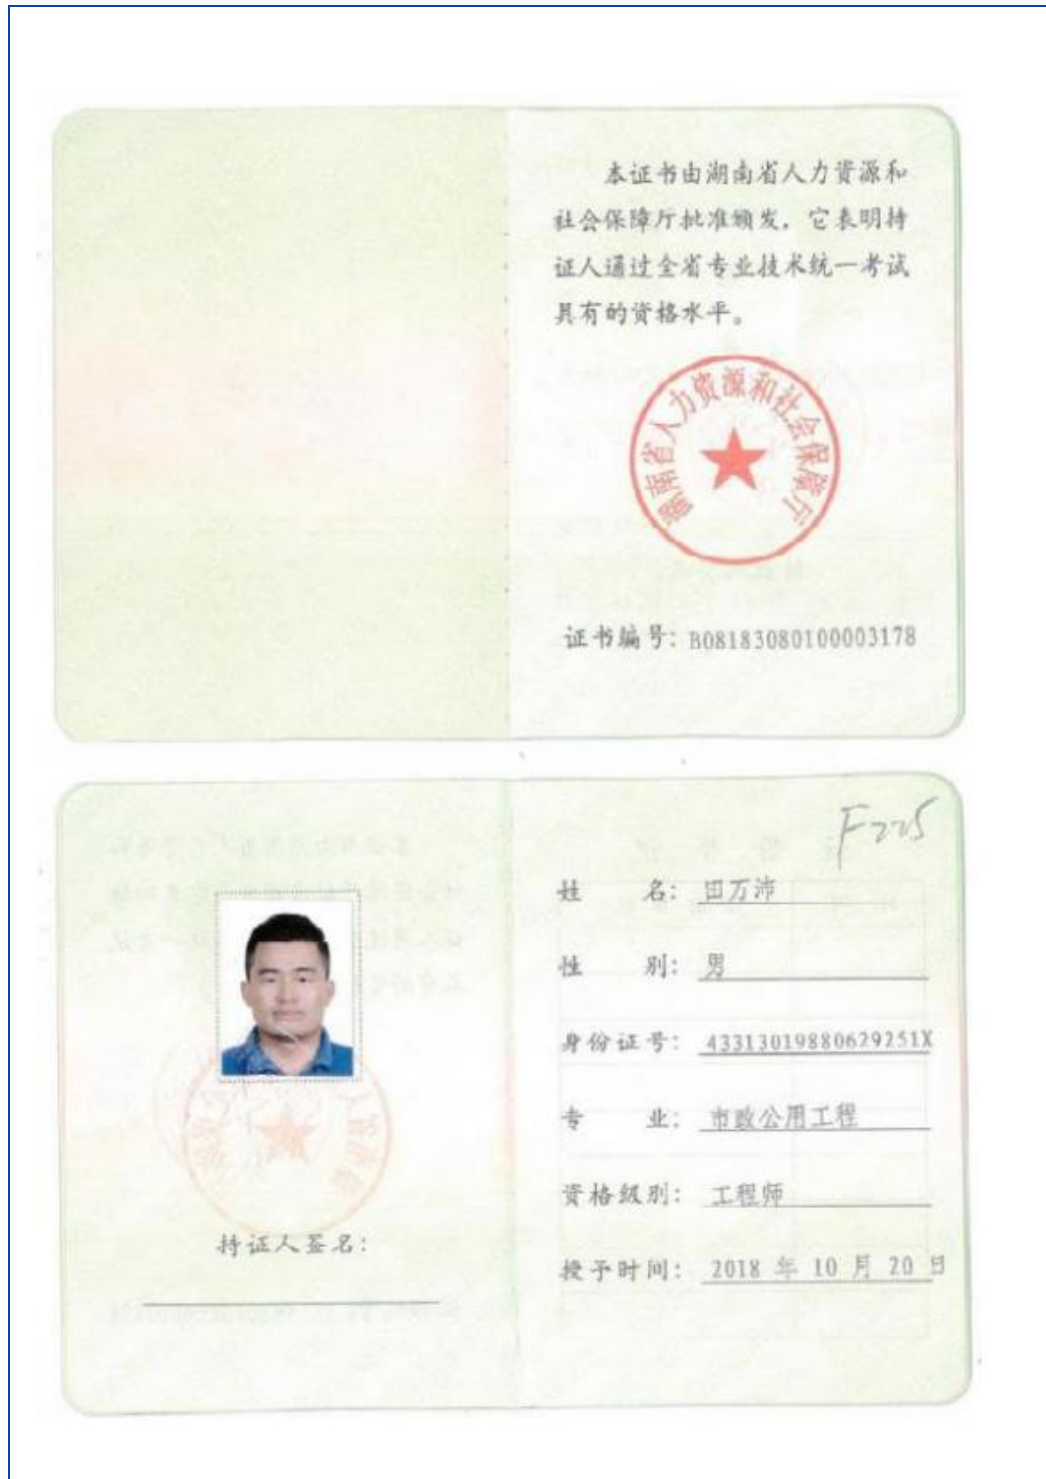 本证书由湖南省人力资源和
社会保障厅批准颁发，它表明持
证人通过全省专业技术统一考试
具有的资格水平。
湖南省人力资源和社会保障厅
证书编号：B08183080100003178
F225
姓 名：田万沛
性 别：男
身份证号：43313019880629251X
专 业：市政公用工程
资格级别：工程师
授予时间：2018 年 10 月 20 日
持证人签名：